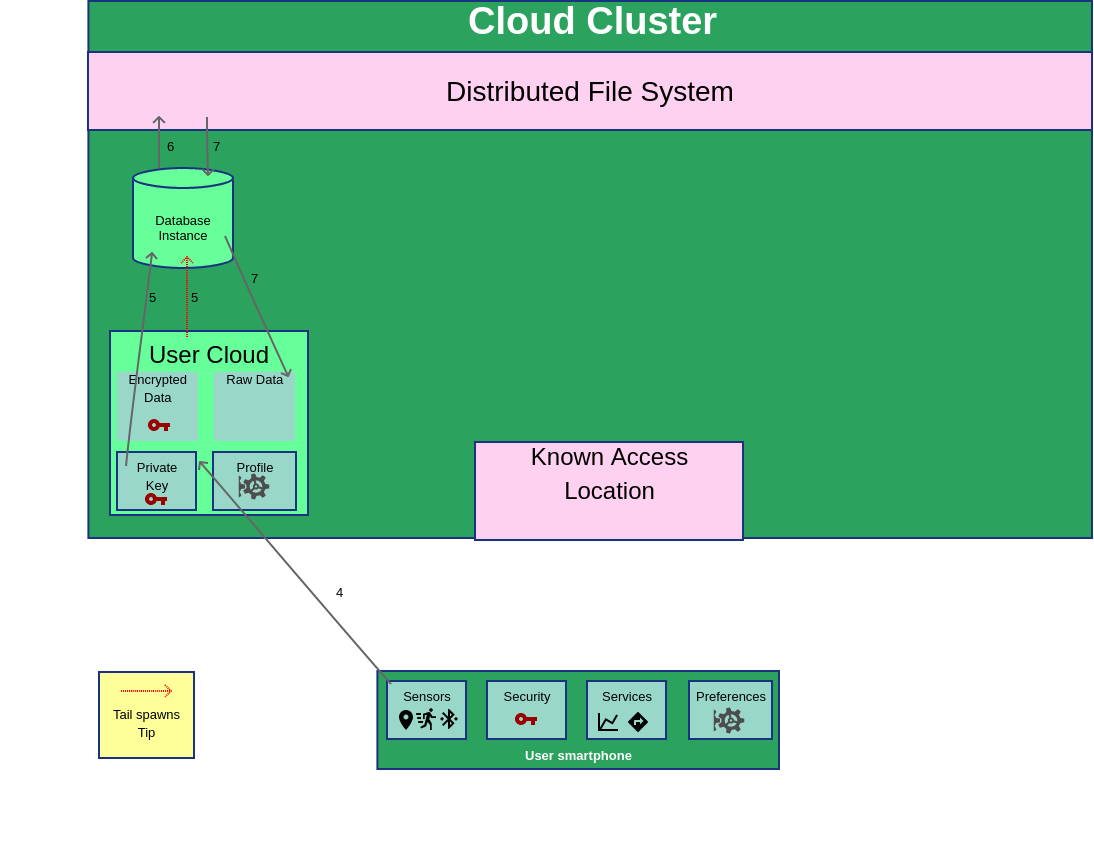 Cloud Cluster
Distributed File System
6
7
Database
Instance
7
5
5
User Cloud
Encrypted
Data
Raw Data
Private
Key
Profile
Known Access
Location
4
Tail spawns
Tip
Sensors
Security
Services
Preferences
User smartphone